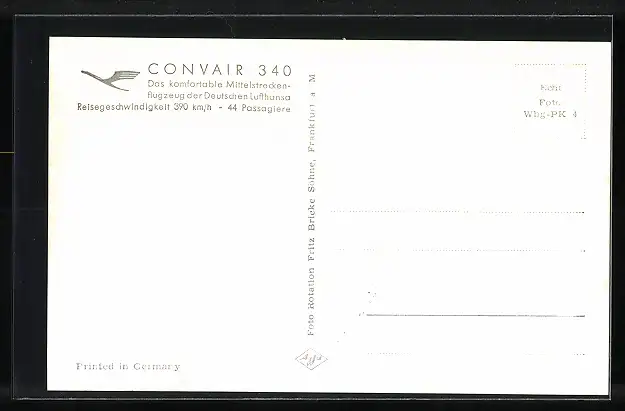 CONVAIR 340
Das komfortable Mittelstrecken-
flugzeug der Deutschen Lufthansa
Reisegeschwindigkeit 390 km/h - 44 Passagiere
Foto Rotation Fritz Bricke Söhne, Frankfurt a M
Echt
Foto
Wbg-PK 4
Printed in Germany